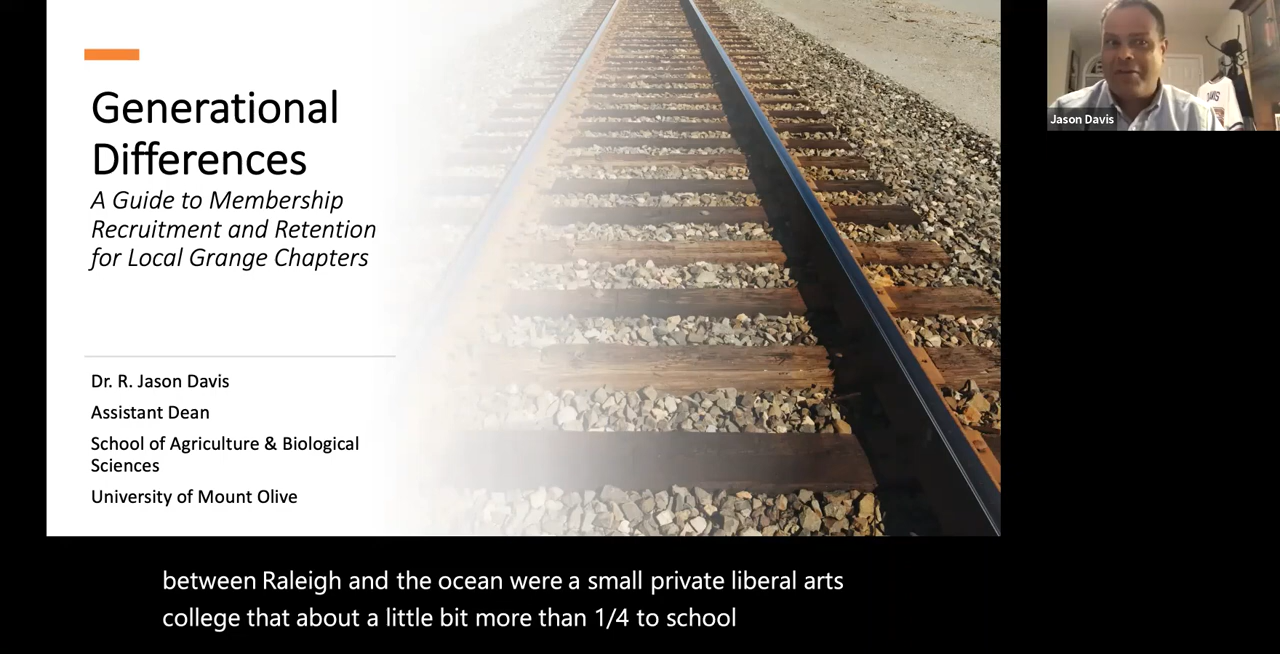 Generational
Differences
A Guide to Membership
Recruitment and Retention
for Local Grange Chapters
Dr. R. Jason Davis
Assistant Dean
School of Agriculture & Biological
Sciences
University of Mount Olive
Jason Davis
between Raleigh and the ocean were a small private liberal arts
college that about a little bit more than 1/4 to school